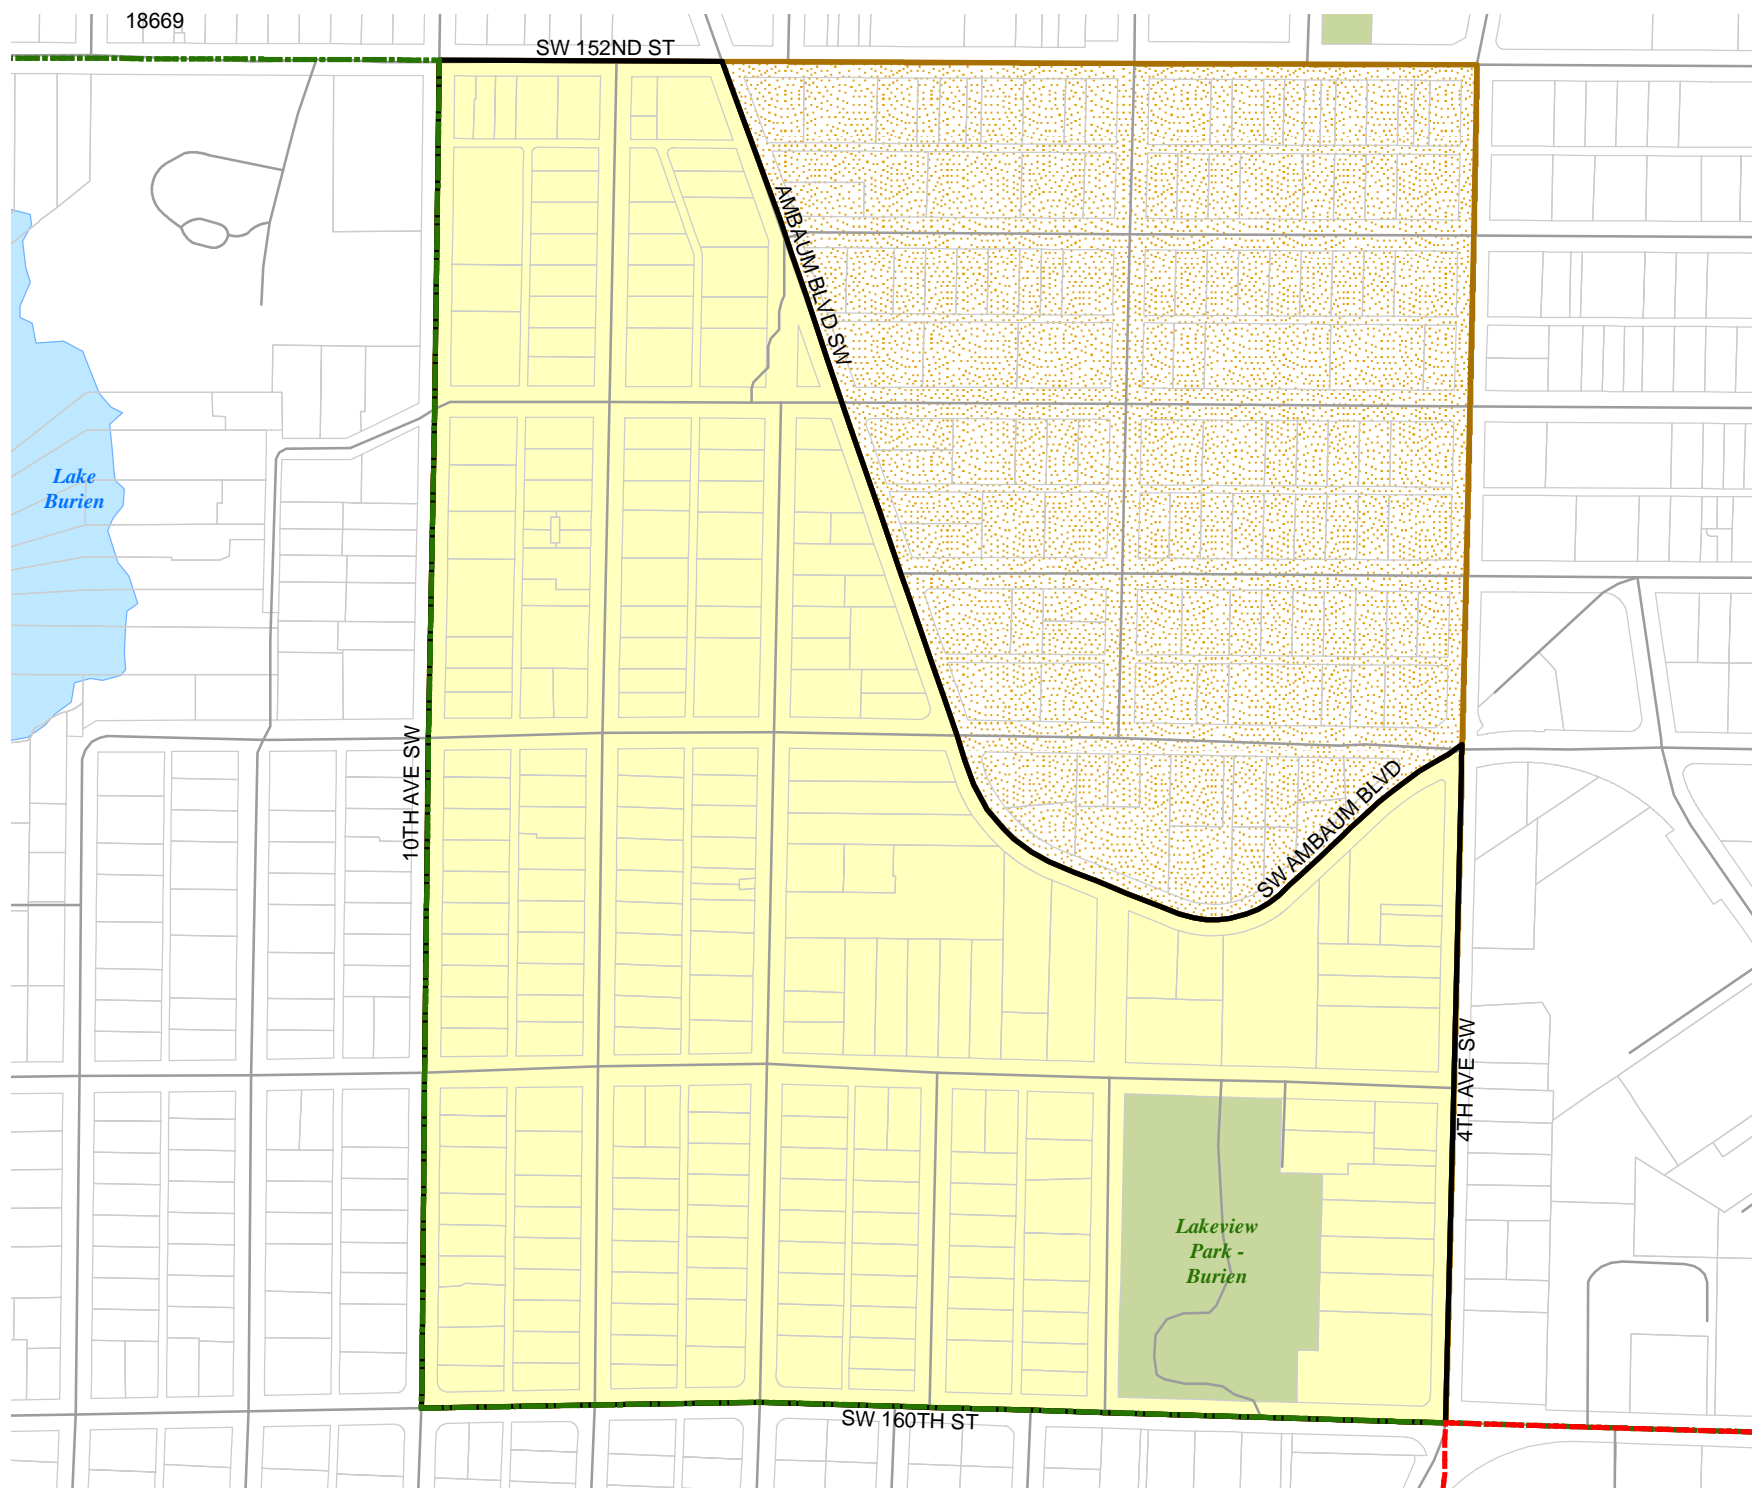 18669
SW 152ND ST
AMBAUM BLVD SW
Lake
Burien
10TH AVE SW
SW AMBAUM BLVD
4TH AVE SW
Lakeview
Park -
Burien
SW 160TH ST